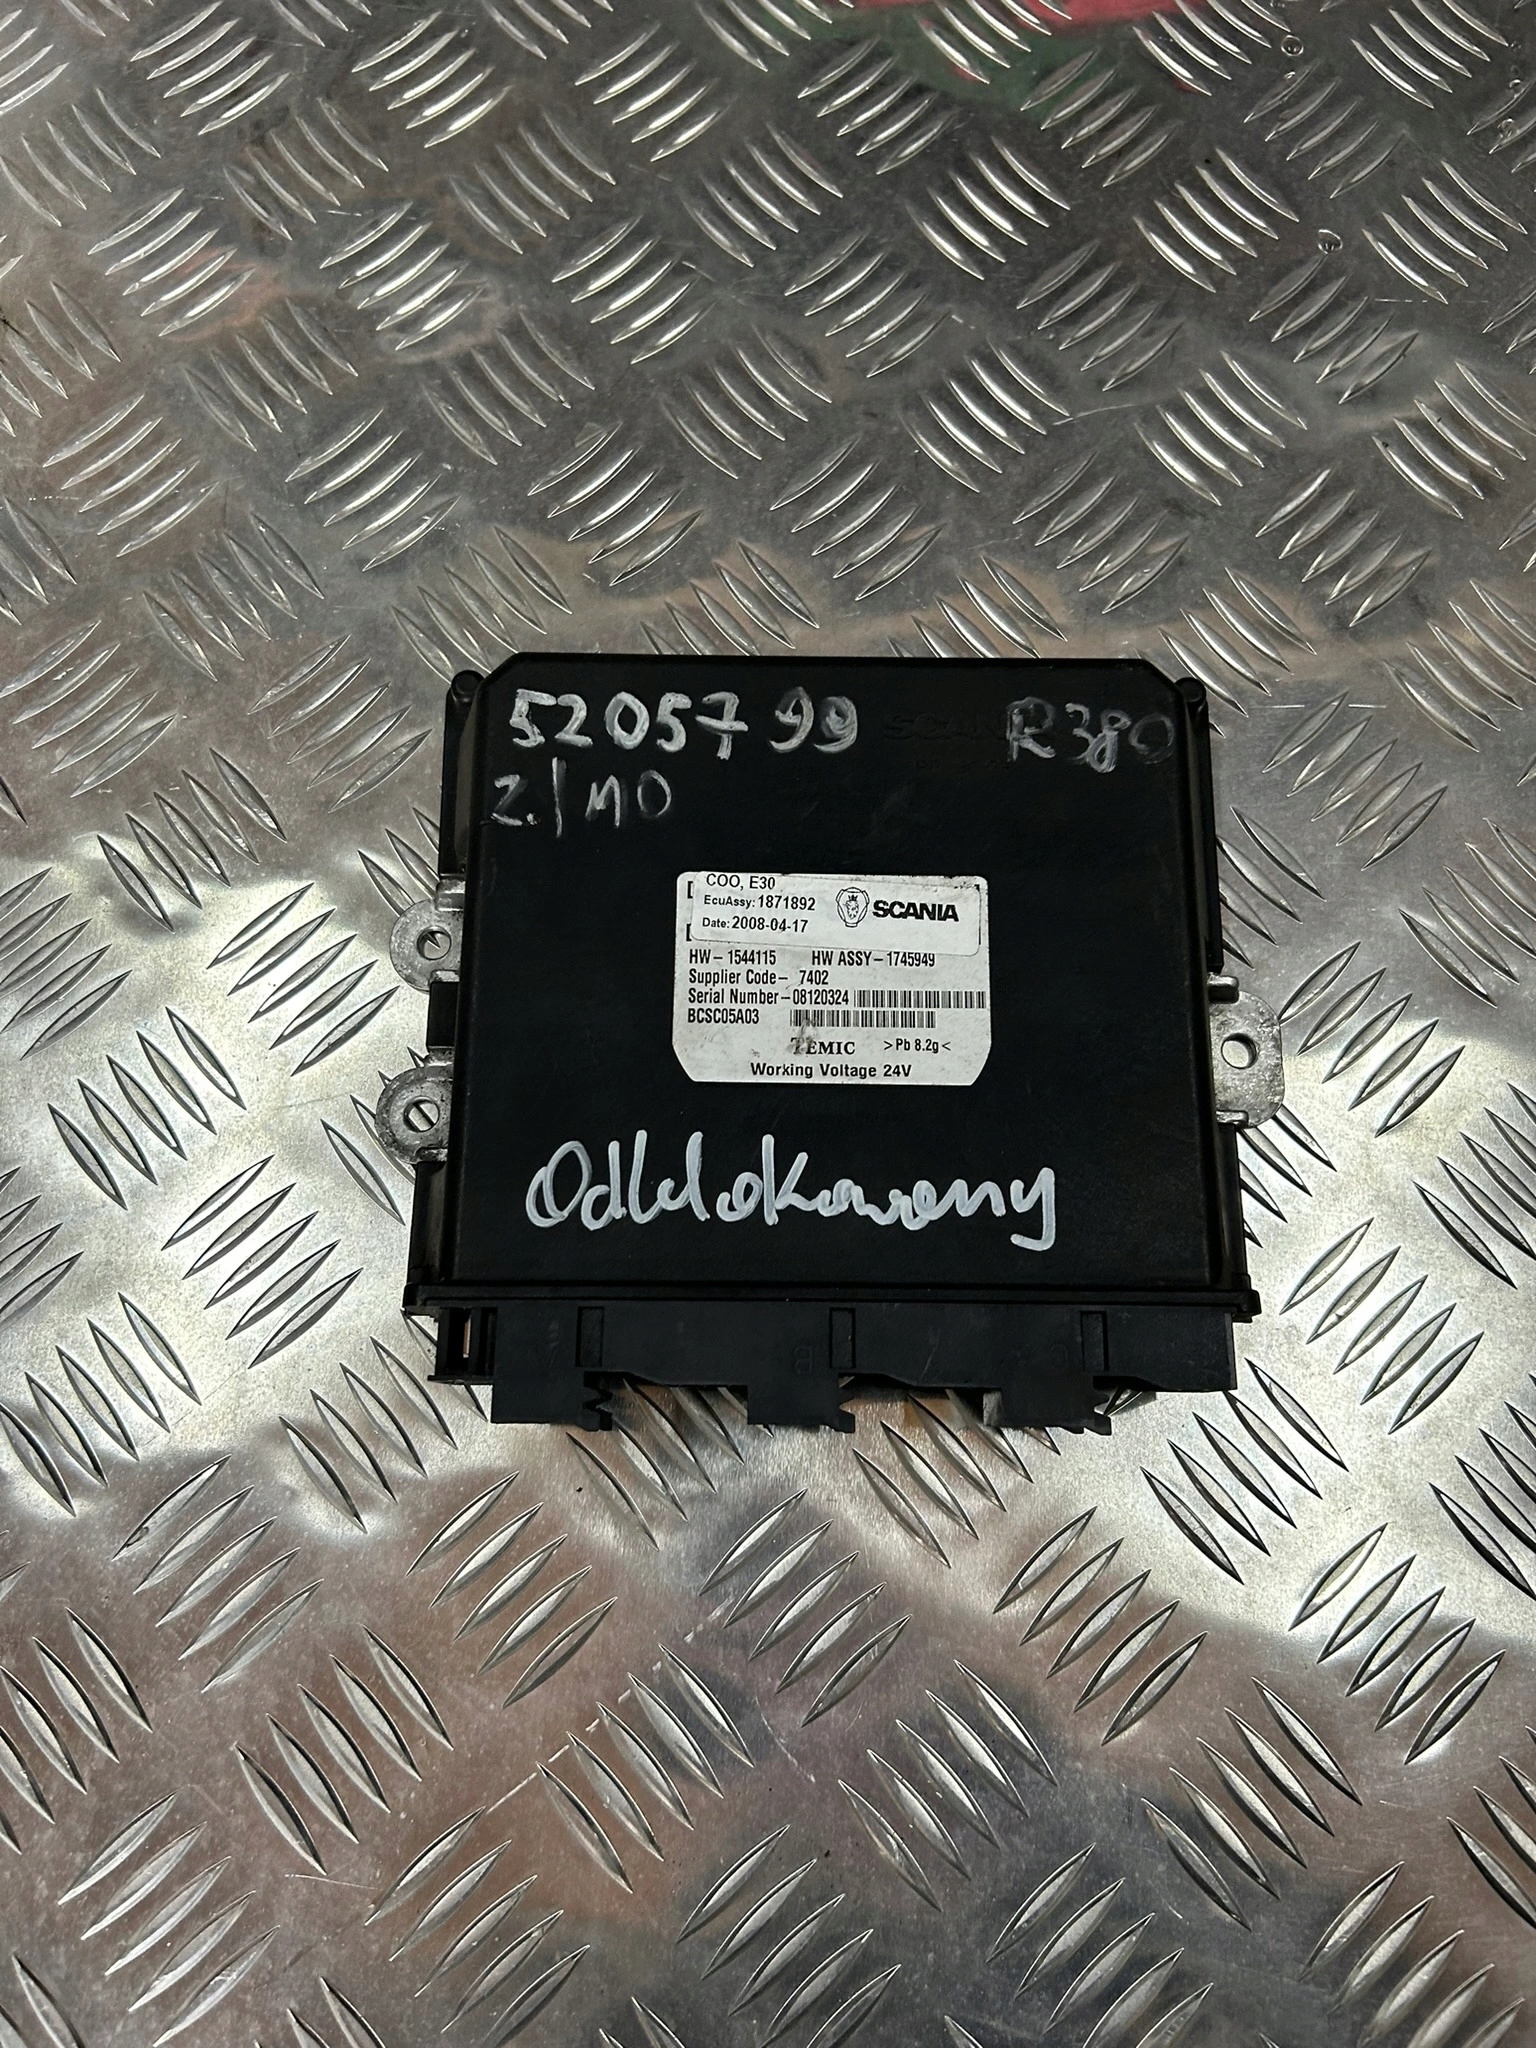 5205799 SCANIA R380
Z/MO
COO, E30
EcuAssy: 1871892 SCANIA
Date: 2008-04-17
HW - 1544115 HW ASSY - 1745949
Supplier Code - 7402
Serial Number - 08120324
BCSC05A03
TEMIC >Pb 8.2g<
Working Voltage 24V
Odblokowany
A B C